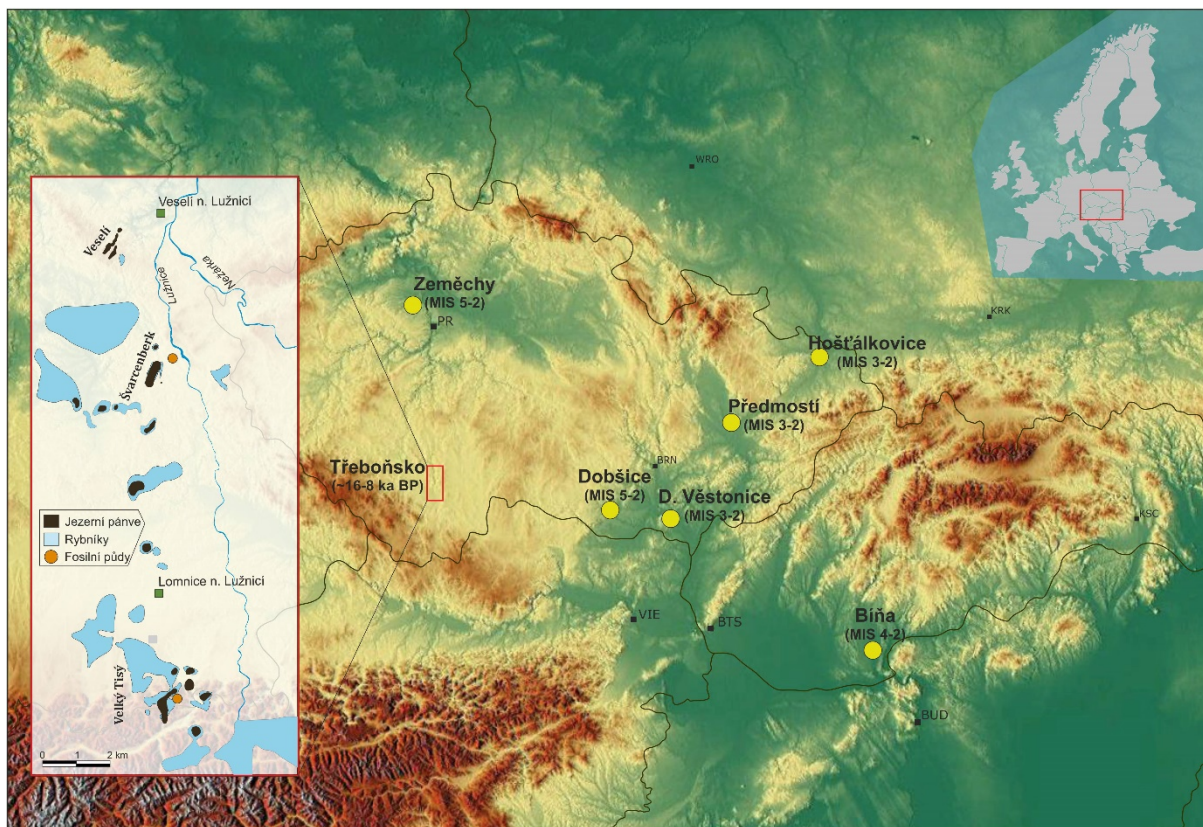 WRO
Zeměchy
(MIS 5-2)
PR
KRK
Hošťálkovice
(MIS 3-2)
Předmostí
(MIS 3-2)
BRN
Třeboňsko
(~16-8 ka BP)
Dobšice
(MIS 5-2)
D. Věstonice
(MIS 3-2)
KSC
VIE
BTS
Bíňa
(MIS 4-2)
BUD
Veselí n. Lužnicí
Veselí
Lužnice
Nežárka
Švarcenberk
Jezerní pánve
Rybníky
Fosilní půdy
Lomnice n. Lužnicí
Velký Tisý
0 1 2 km